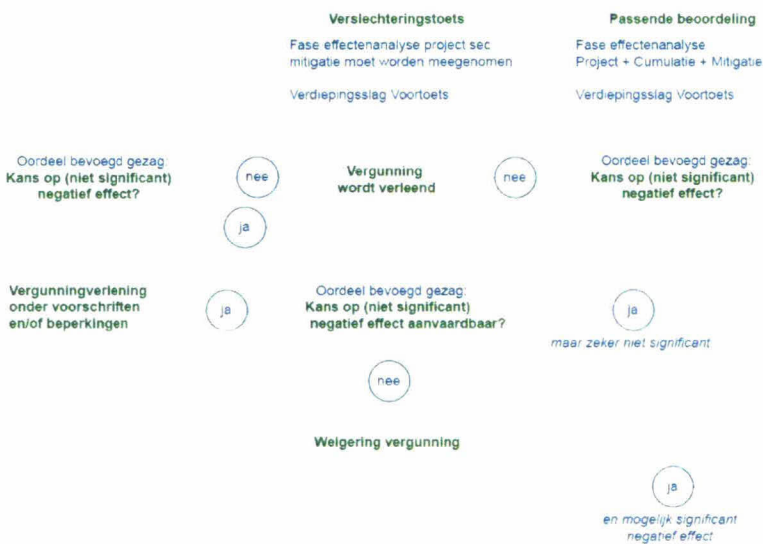 Verslechteringstoets
Fase effectenanalyse project sec
mitigatie moet worden meegenomen
Verdiepingsslag Voortoets
Passende beoordeling
Fase effectenanalyse
Project + Cumulatie + Mitigatie
Verdiepingsslag Voortoets
Oordeel bevoegd gezag:
Kans op (niet significant)
negatief effect?
nee
Vergunning
wordt verleend
nee
Oordeel bevoegd gezag:
Kans op (niet significant)
negatief effect?
ja
Vergunningverlening
onder voorschriften
en/of beperkingen
ja
Oordeel bevoegd gezag:
Kans op (niet significant)
negatief effect aanvaardbaar?
ja
maar zeker niet significant
nee
Weigering vergunning
ja
en mogelijk significant
negatief effect